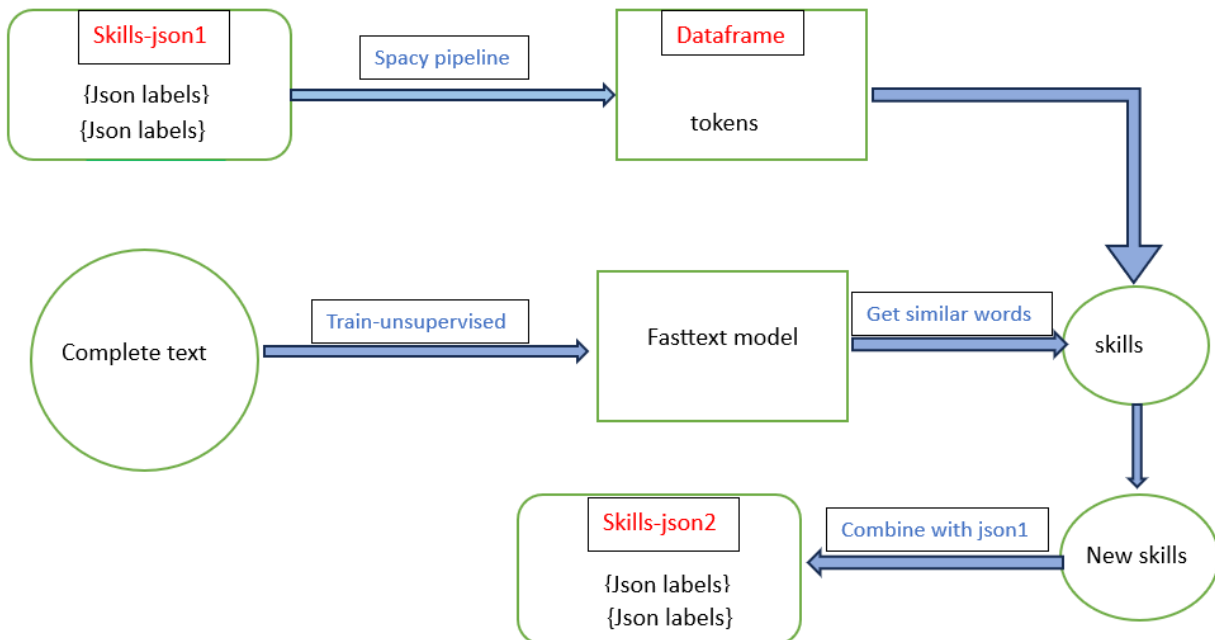 Skills-json1
{Json labels}
{Json labels}
Spacy pipeline
Dataframe
tokens
Complete text
Train-unsupervised
Fasttext model
Get similar words
skills
New skills
Combine with json1
Skills-json2
{Json labels}
{Json labels}